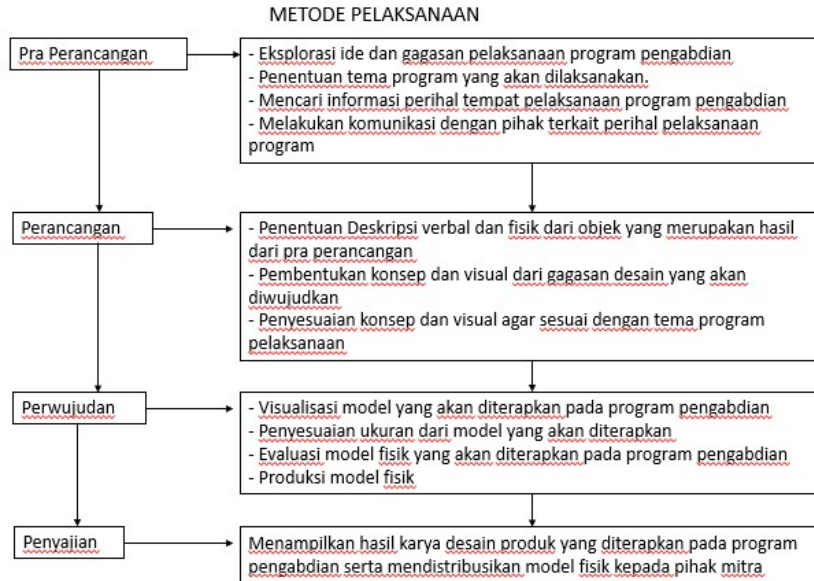 METODE PELAKSANAAN
Pra Perancangan
- Eksplorasi ide dan gagasan pelaksanaan program pengabdian
- Penentuan tema program yang akan dilaksanakan.
- Mencari informasi perihal tempat pelaksanaan program pengabdian
- Melakukan komunikasi dengan pihak terkait perihal pelaksanaan
program
Perancangan
- Penentuan Deskripsi verbal dan fisik dari objek yang merupakan hasil
dari pra perancangan
- Pembentukan konsep dan visual dari gagasan desain yang akan
diwujudkan
- Penyesuaian konsep dan visual agar sesuai dengan tema program
pelaksanaan
Perwujudan
- Visualisasi model yang akan diterapkan pada program pengabdian
- Penyesuaian ukuran dari model yang akan diterapkan
- Evaluasi model fisik yang akan diterapkan pada program pengabdian
- Produksi model fisik
Penyajian
Menampilkan hasil karya desain produk yang diterapkan pada program
pengabdian serta mendistribusikan model fisik kepada pihak mitra